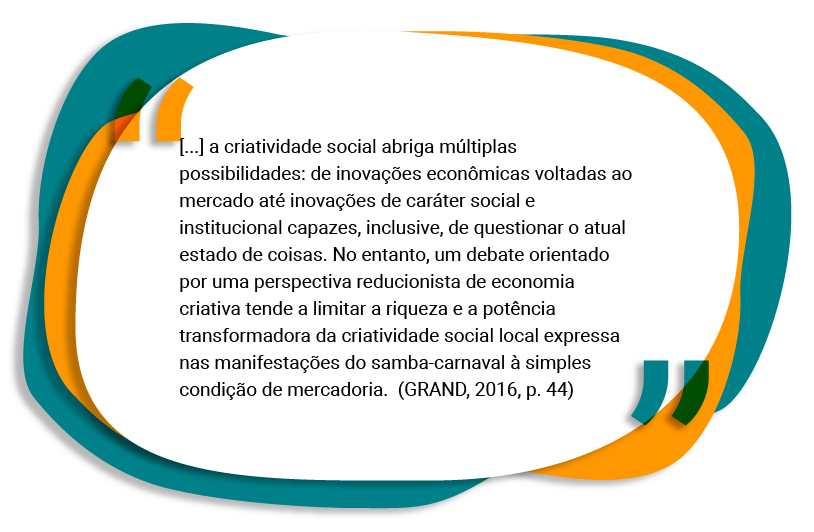 [...] a criatividade social abriga múltiplas
possibilidades: de inovações econômicas voltadas ao
mercado até inovações de caráter social e
institucional capazes, inclusive, de questionar o atual
estado de coisas. No entanto, um debate orientado
por uma perspectiva reducionista de economia
criativa tende a limitar a riqueza e a potência
transformadora da criatividade social local expressa
nas manifestações do samba-carnaval à simples
condição de mercadoria.  (GRAND, 2016, p. 44)